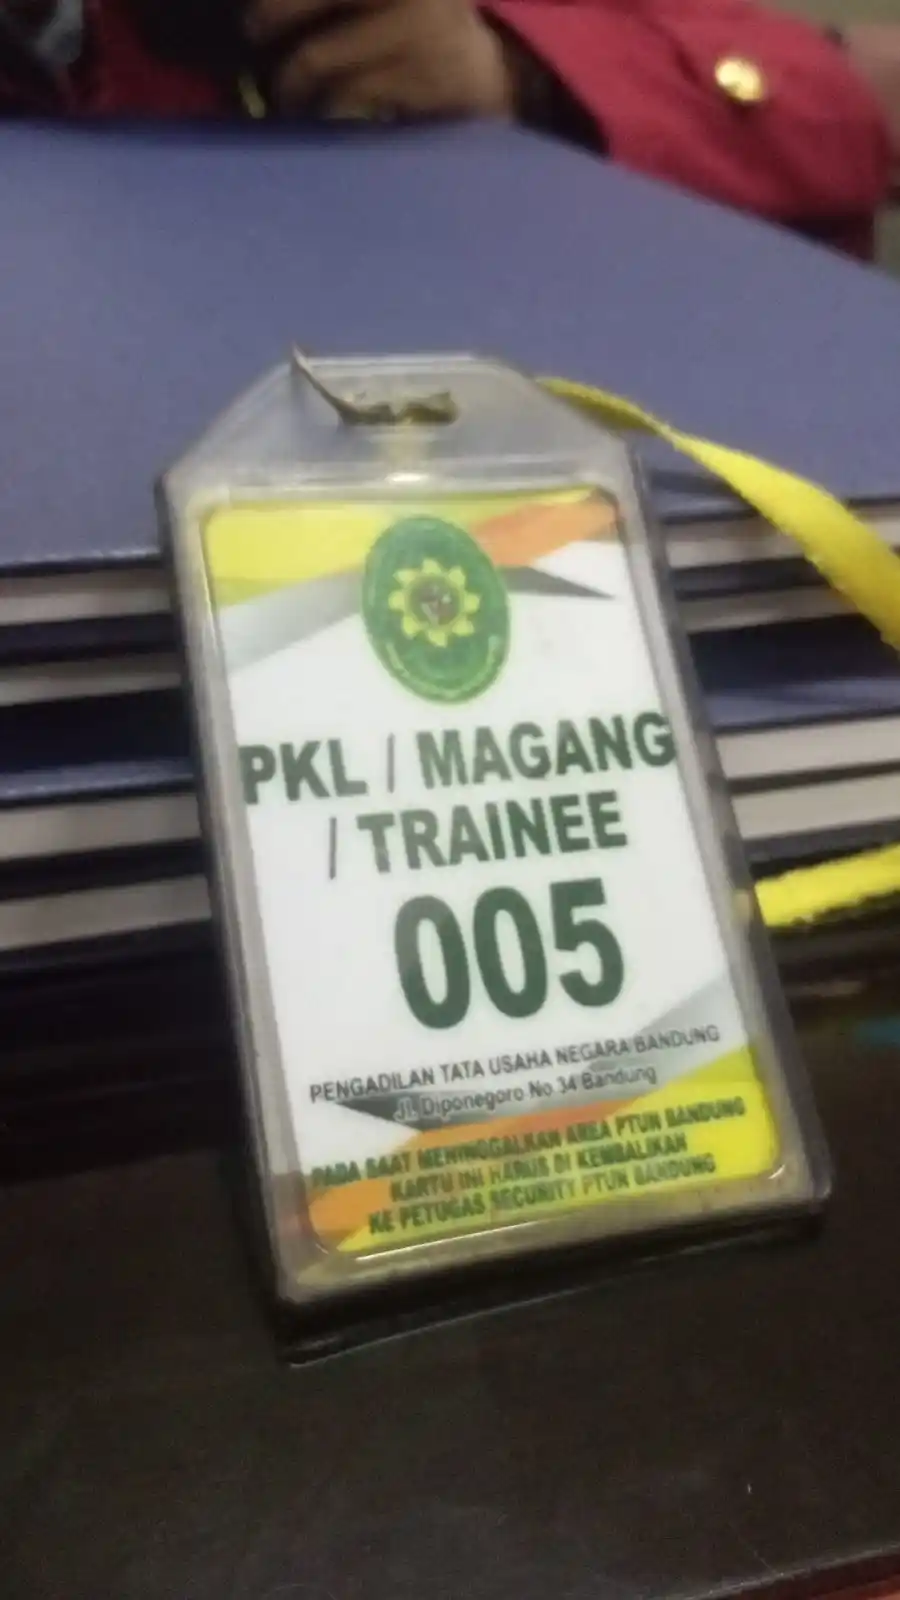 PKL / MAGANG
/ TRAINEE
005
PENGADILAN TATA USAHA NEGARA BANDUNG
Jl. Diponegoro No 34 Bandung
PADA SAAT MENINGGALKAN AREA PTUN BANDUNG
KARTU INI HARUS DI KEMBALIKAN
KE PETUGAS SECURITY PTUN BANDUNG